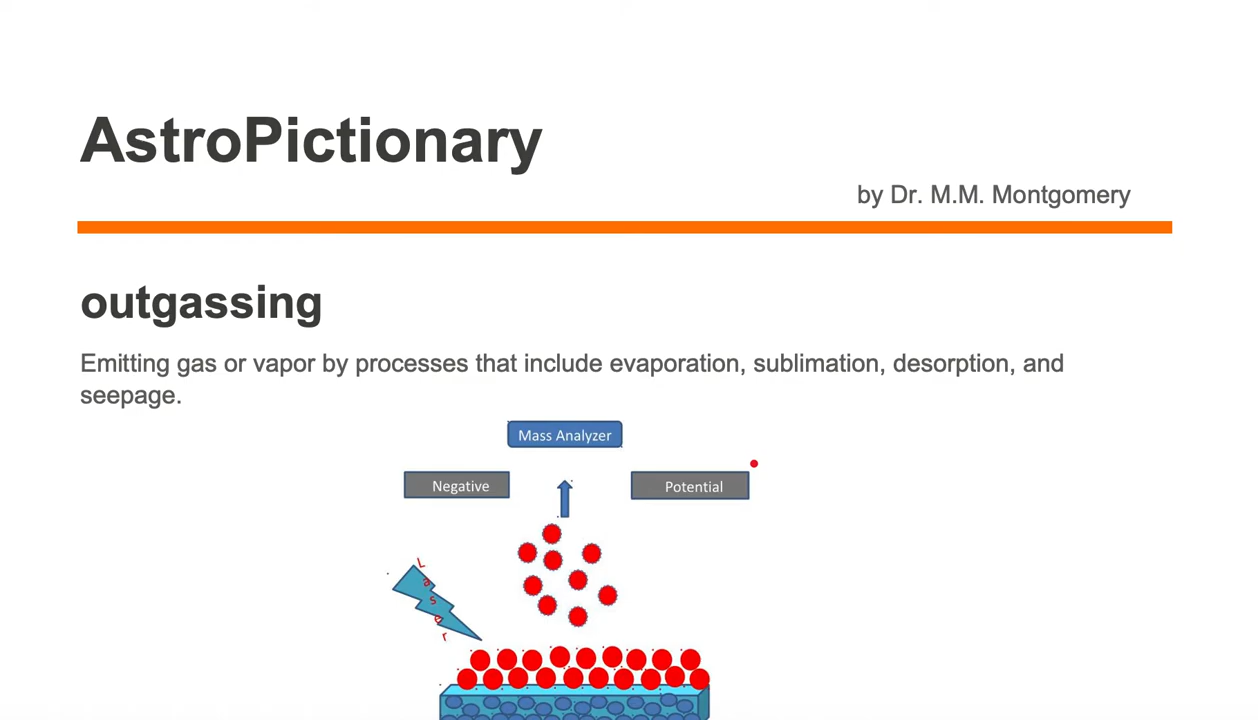 AstroPictionary
by Dr. M.M. Montgomery
outgassing
Emitting gas or vapor by processes that include evaporation, sublimation, desorption, and
seepage.
Mass Analyzer
Negative
Potential
Laser